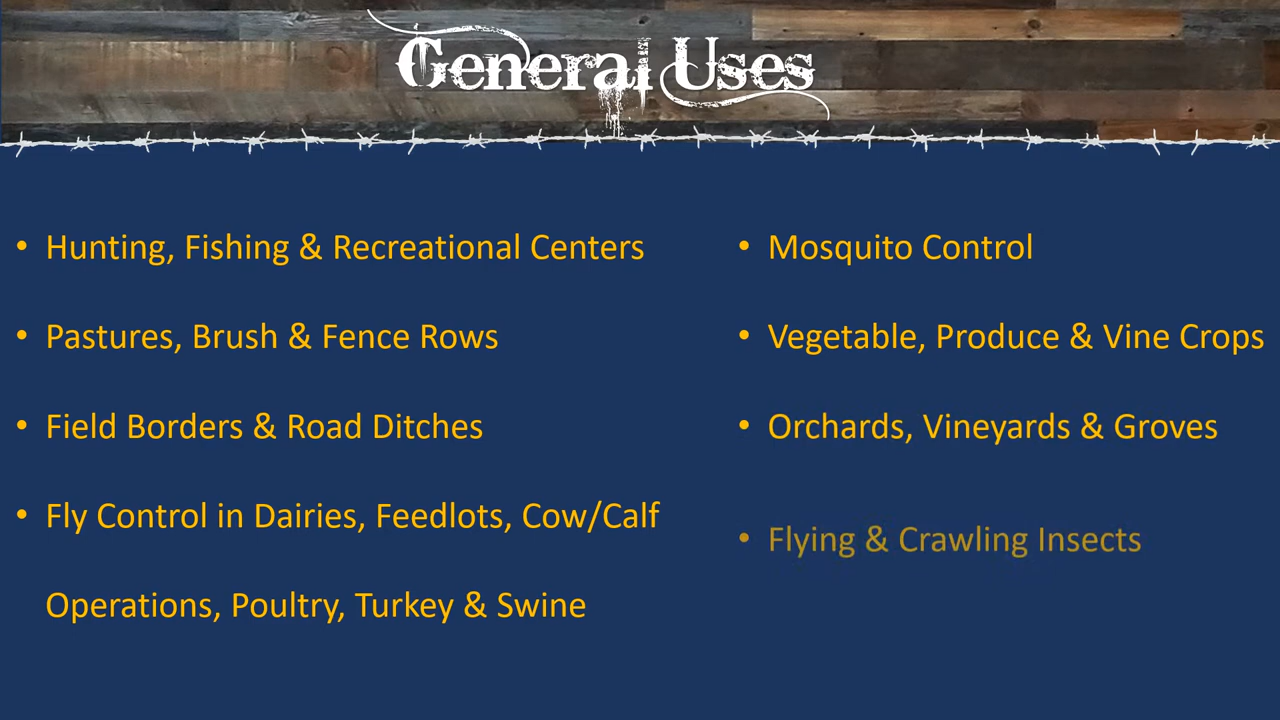 General Uses
• Hunting, Fishing & Recreational Centers
• Pastures, Brush & Fence Rows
• Field Borders & Road Ditches
• Fly Control in Dairies, Feedlots, Cow/Calf
Operations, Poultry, Turkey & Swine
• Mosquito Control
• Vegetable, Produce & Vine Crops
• Orchards, Vineyards & Groves
• Flying & Crawling Insects